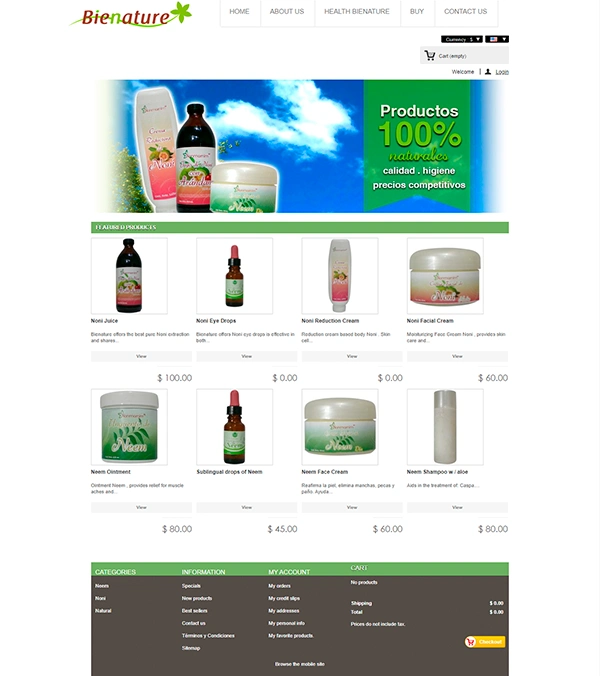 Bienature
HOME ABOUT US HEALTH BIENATURE BUY CONTACT US
Currency $
Cart (empty)
Welcome | Login
Productos
100%
naturales
calidad . higiene
precios competitivos
FEATURED PRODUCTS
Noni Juice
Bienature offers the best pure Noni extraction
and shares...
View
$ 100.00
Noni Eye Drops
Bienature offers Noni eye drops is effective in
both...
View
$ 0.00
Noni Reduction Cream
Reduction cream based body Noni . Skin
cell...
View
$ 0.00
Noni Facial Cream
Moisturizing Face Cream Noni , provides skin
care and...
View
$ 60.00
Neem Ointment
Ointment Neem , provides relief for muscle
aches and...
View
$ 80.00
Sublingual drops of Neem
View
$ 45.00
Neem Face Cream
Reafirma la piel, elimina manchas, pecas y
paño. Ayuda...
View
$ 60.00
Neem Shampoo w / aloe
Aids in the treatment of: Caspa....
View
$ 80.00
CATEGORIES
Neem
Noni
Natural
INFORMATION
Specials
New products
Best sellers
Contact us
Términos y Condiciones
Sitemap
MY ACCOUNT
My orders
My credit slips
My addresses
My personal info
My favorite products
CART
No products
Shipping $ 0.00
Total $ 0.00
Prices do not include tax.
Checkout
Browse the mobile site